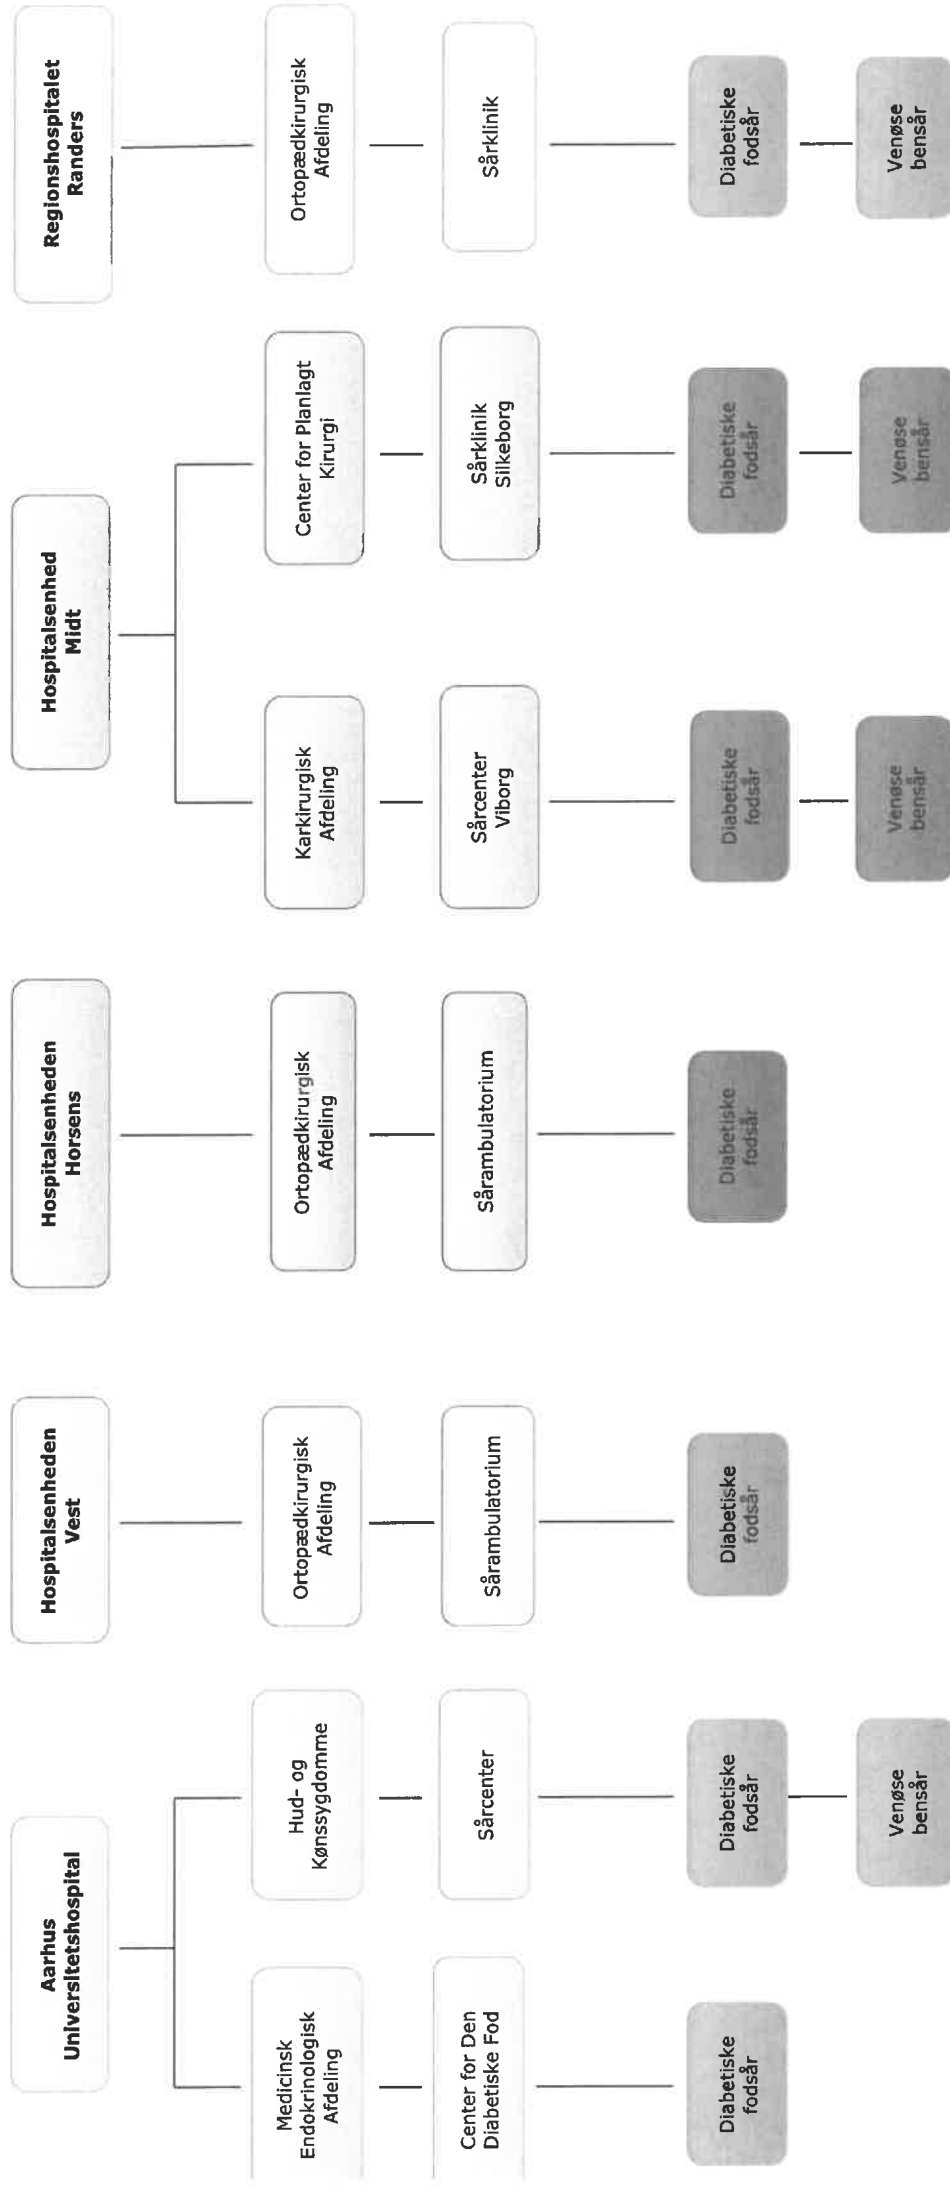 Aarhus
Universitetshospital
Hospitalsenheden
Vest
Hospitalsenheden
Horsens
Hospitalsenhed
Midt
Regionshospitalet
Randers
Medicinsk
Endokrinologisk
Afdeling
Hud- og
Kønssygdomme
Ortopædkirurgisk
Afdeling
Ortopædkirurgisk
Afdeling
Karkirurgisk
Afdeling
Center for Planlagt
Kirurgi
Ortopædkirurgisk
Afdeling
Center for Den
Diabetiske Fod
Sårcenter
Sårambulatorium
Sårambulatorium
Sårcenter
Viborg
Sårklinik
Silkeborg
Sårklinik
Diabetiske
fodsår
Diabetiske
fodsår
Diabetiske
fodsår
Diabetiske
fodsår
Diabetiske
fodsår
Diabetiske
fodsår
Diabetiske
fodsår
Venøse
bensår
Venøse
bensår
Venøse
bensår
Venøse
bensår